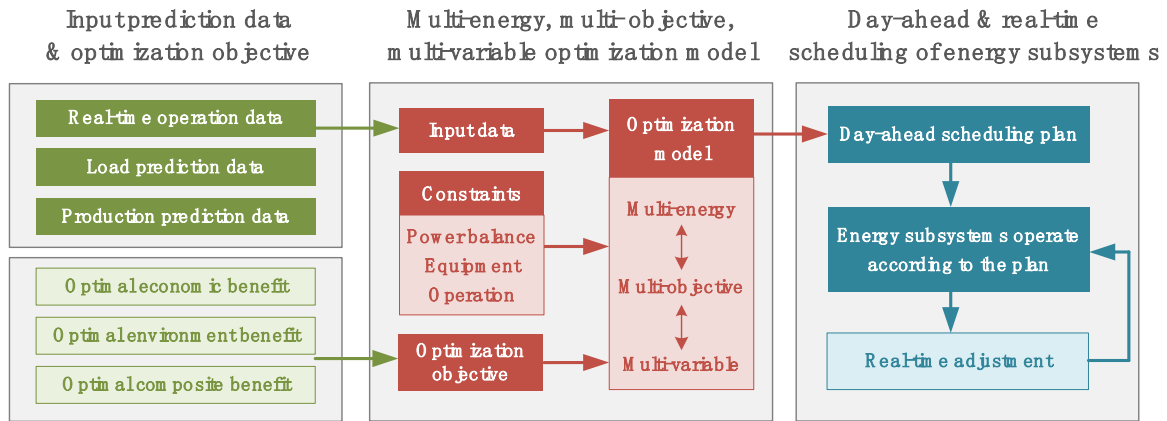 Input prediction data
& optimization objective
Real-time operation data
Load prediction data
Production prediction data
Optimal economic benefit
Optimal environment benefit
Optimal composite benefit
Multi-energy, multi-objective,
multi-variable optimization model
Input data
Constraints
Power balance
Equipment
Operation
Optimization
objective
Optimization
model
Multi-energy
Multi-objective
Multi-variable
Day-ahead & real-time
scheduling of energy subsystems
Day-ahead scheduling plan
Energy subsystems operate
according to the plan
Real-time adjustment